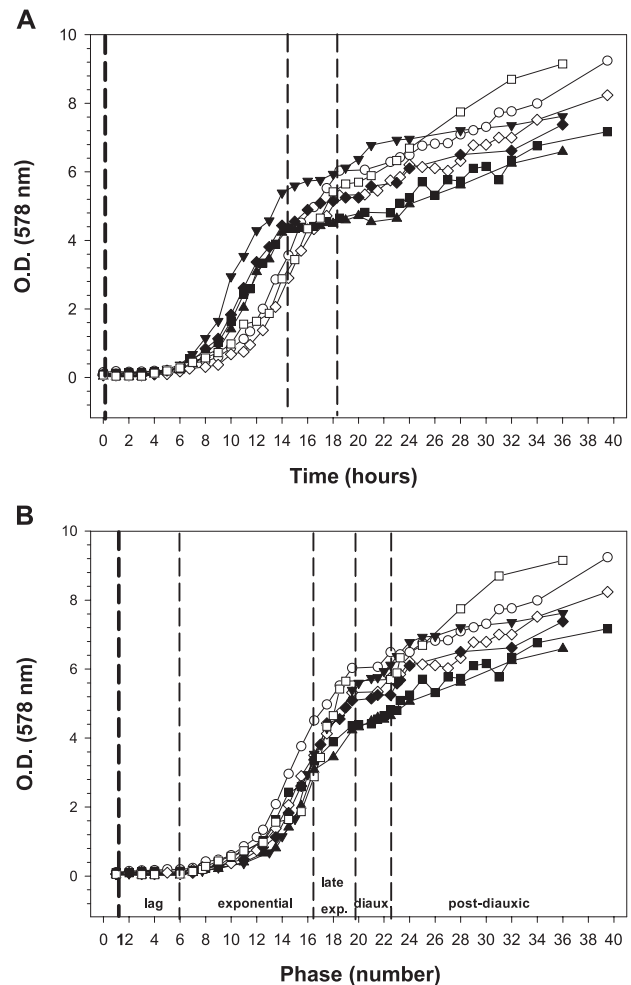 A
10
8
6
4
2
0
O.D. (578 nm)
0 2 4 6 8 10 12 14 16 18 20 22 24 26 28 30 32 34 36 38 40
Time (hours)
B
10
8
6
4
2
0
O.D. (578 nm)
late
lag exponential exp. diaux post-diauxic
0 12 4 6 8 10 12 14 16 18 20 22 24 26 28 30 32 34 36 38 40
Phase (number)